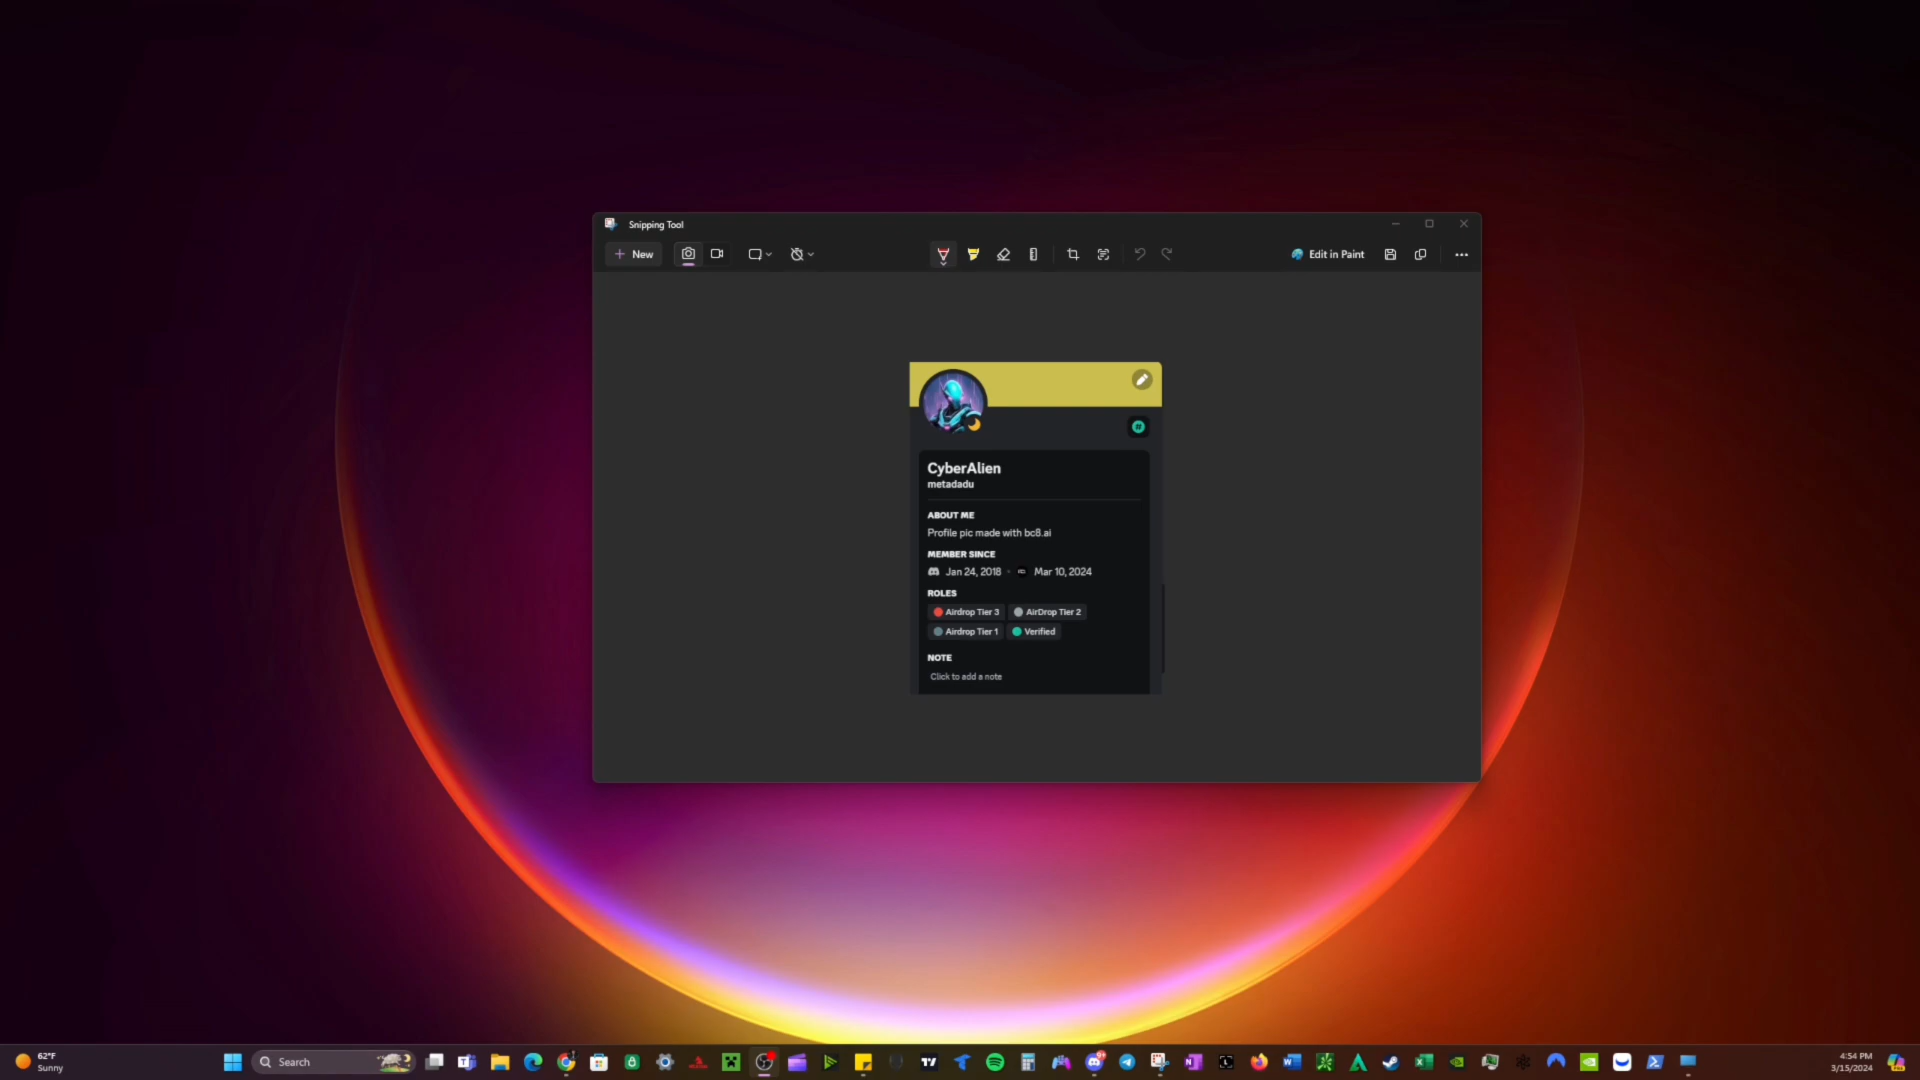 Snipping Tool
New
Edit in Paint
CyberAlien
metadadu
ABOUT ME
Profile pic made with bc8.ai
MEMBER SINCE
Jan 24, 2018 Mar 10, 2024
ROLES
Airdrop Tier 3 AirDrop Tier 2
Airdrop Tier 1 Verified
NOTE
Click to add a note
62°F
Sunny
Search
4:54 PM
3/15/2024